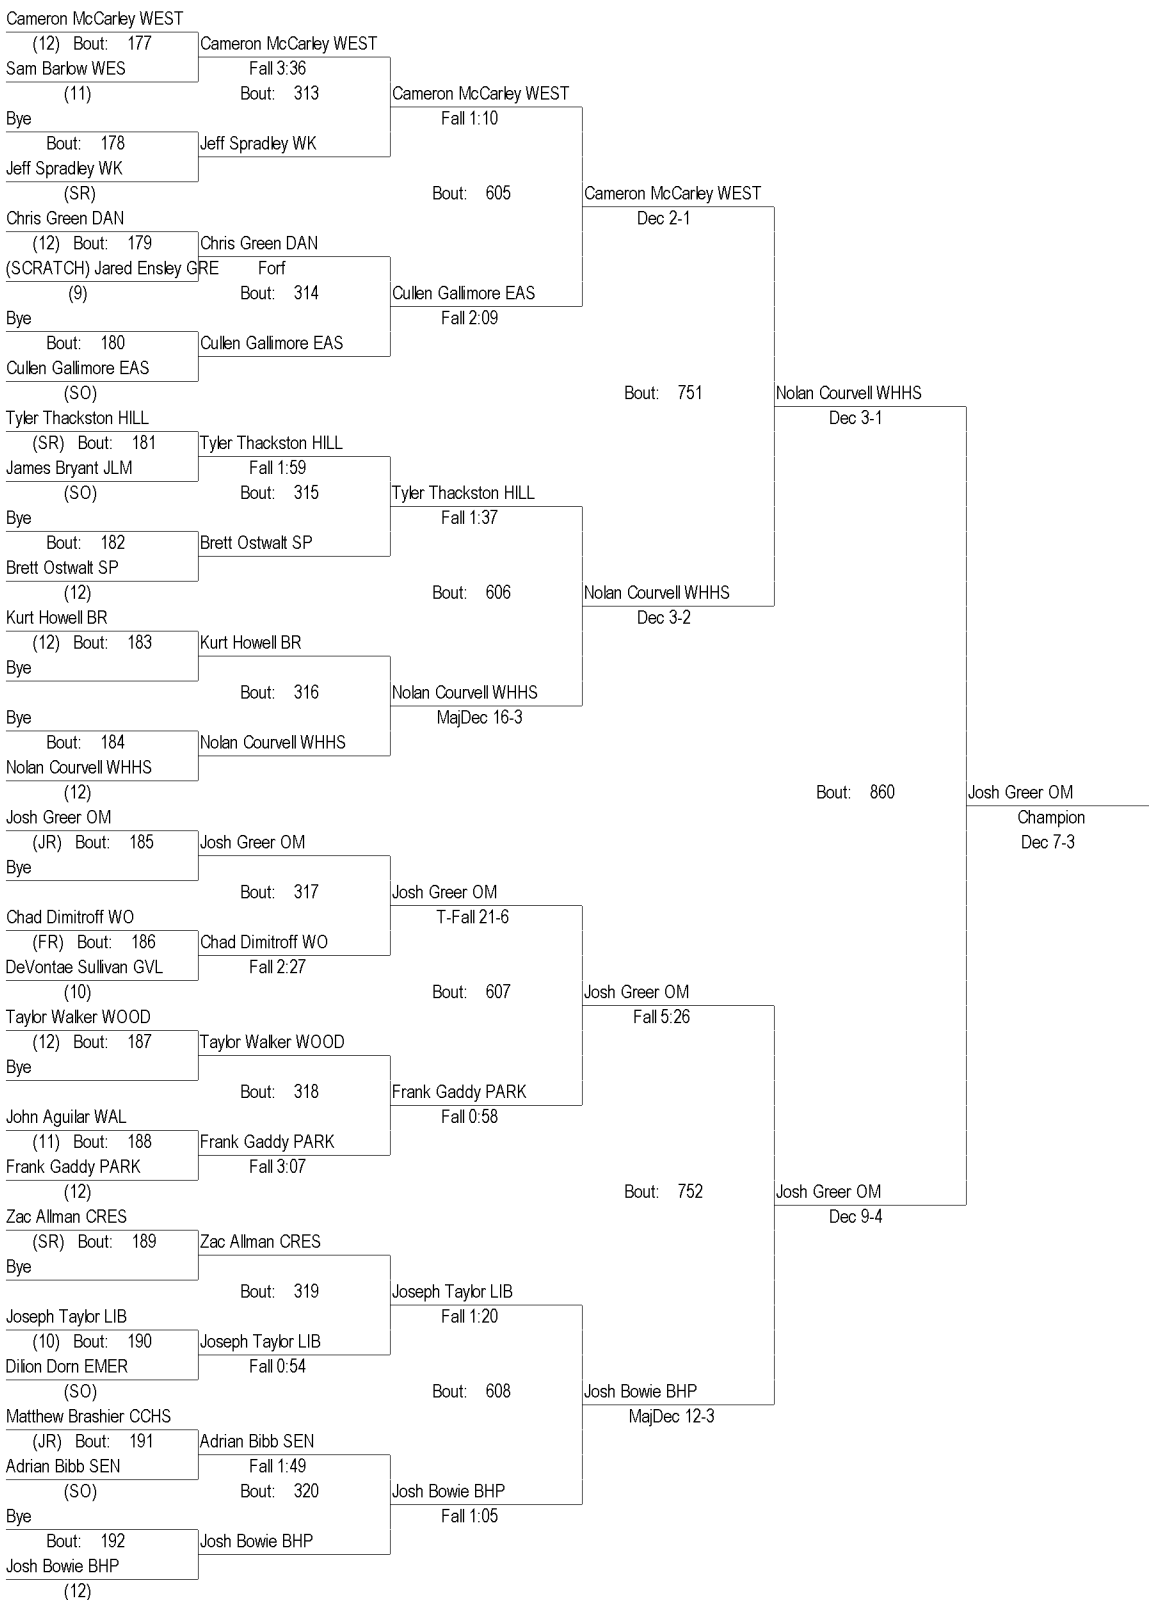 Cameron McCarley WEST
(12) Bout: 177 Cameron McCarley WEST
Sam Barlow WES Fall 3:36
(11) Bout: 313 Cameron McCarley WEST
Bye Fall 1:10
Bout: 178 Jeff Spradley WK
Jeff Spradley WK
(SR) Bout: 605 Cameron McCarley WEST
Chris Green DAN Dec 2-1
(12) Bout: 179 Chris Green DAN
(SCRATCH) Jared Ensley GRE Forf
(9) Bout: 314 Cullen Gallimore EAS
Bye Fall 2:09
Bout: 180 Cullen Gallimore EAS
Cullen Gallimore EAS
(SO) Bout: 751 Nolan Courvell WHHS
Tyler Thackston HILL Dec 3-1
(SR) Bout: 181 Tyler Thackston HILL
James Bryant JLM Fall 1:59
(SO) Bout: 315 Tyler Thackston HILL
Bye Fall 1:37
Bout: 182 Brett Ostwalt SP
Brett Ostwalt SP
(12) Bout: 606 Nolan Courvell WHHS
Kurt Howell BR Dec 3-2
(12) Bout: 183 Kurt Howell BR
Bye
Bout: 316 Nolan Courvell WHHS
Bye MajDec 16-3
Bout: 184 Nolan Courvell WHHS
Nolan Courvell WHHS
(12) Bout: 860 Josh Greer OM
Josh Greer OM Champion
(JR) Bout: 185 Josh Greer OM Dec 7-3
Bye
Bout: 317 Josh Greer OM
Chad Dimitroff WO T-Fall 21-6
(FR) Bout: 186 Chad Dimitroff WO
DeVontae Sullivan GVL Fall 2:27
(10) Bout: 607 Josh Greer OM
Taylor Walker WOOD Fall 5:26
(12) Bout: 187 Taylor Walker WOOD
Bye
Bout: 318 Frank Gaddy PARK
John Aguilar WAL Fall 0:58
(11) Bout: 188 Frank Gaddy PARK
Frank Gaddy PARK Fall 3:07
(12) Bout: 752 Josh Greer OM
Zac Allman CRES Dec 9-4
(SR) Bout: 189 Zac Allman CRES
Bye
Bout: 319 Joseph Taylor LIB
Joseph Taylor LIB Fall 1:20
(10) Bout: 190 Joseph Taylor LIB
Dilion Dorn EMER Fall 0:54
(SO) Bout: 608 Josh Bowie BHP
Matthew Brashier CCHS MajDec 12-3
(JR) Bout: 191 Adrian Bibb SEN
Adrian Bibb SEN Fall 1:49
(SO) Bout: 320 Josh Bowie BHP
Bye Fall 1:05
Bout: 192 Josh Bowie BHP
Josh Bowie BHP
(12)